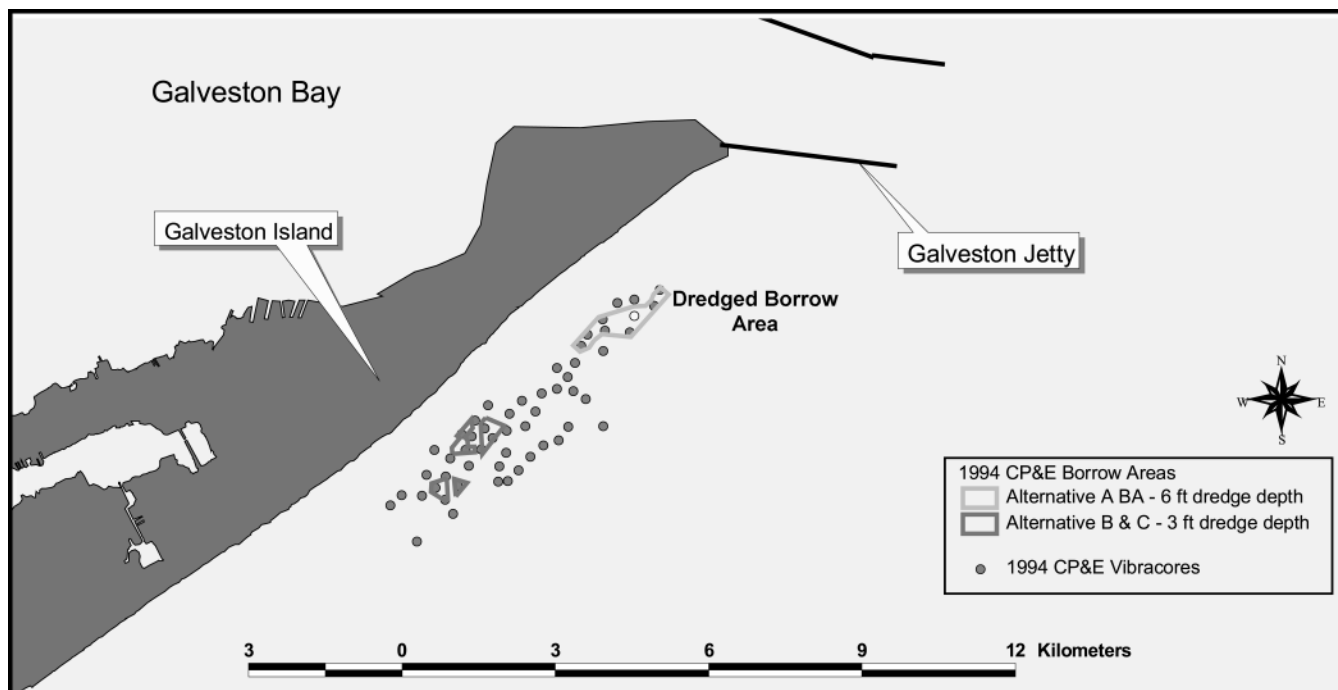 Galveston Bay
Galveston Island
Galveston Jetty
Dredged Borrow
Area
N
W E
S
1994 CP&E Borrow Areas
Alternative A BA - 6 ft dredge depth
Alternative B & C - 3 ft dredge depth
1994 CP&E Vibracores
3 0 3 6 9 12 Kilometers